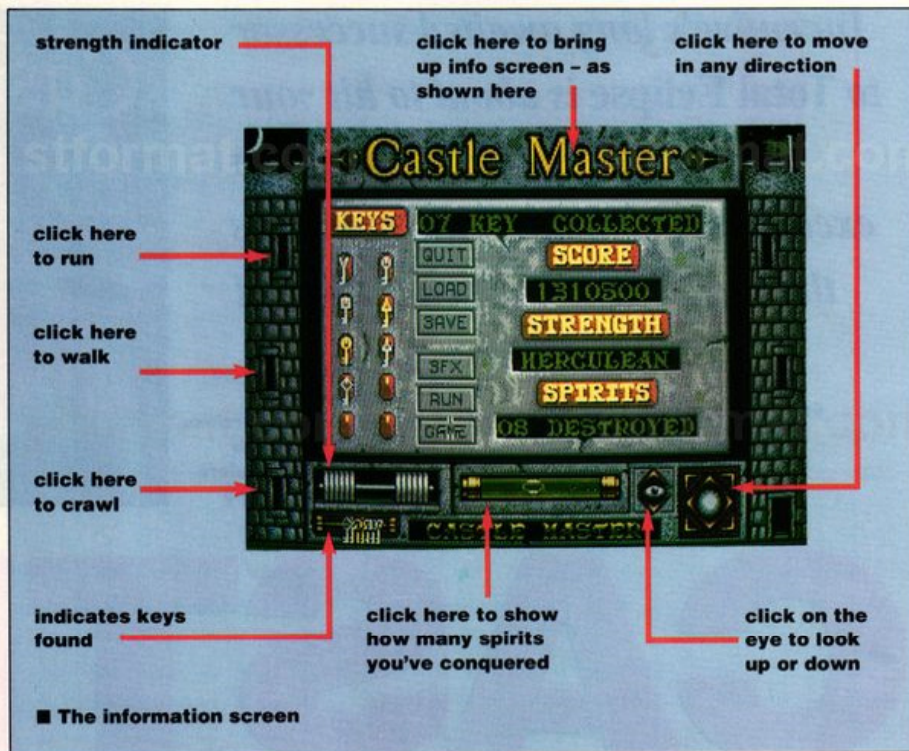 strength indicator
click here to bring
up info screen – as
shown here
click here to move
in any direction
Castle Master
KEYS
07 KEY COLLECTED
QUIT
SCORE
LOAD
1310500
SAVE
STRENGTH
HERCULEAN
SFX
SPIRITS
RUN
GAME
08 DESTROYED
CASTLE MASTER
click here
to run
click here
to walk
click here
to crawl
indicates keys
found
click here to show
how many spirits
you've conquered
click on the
eye to look
up or down
■ The information screen